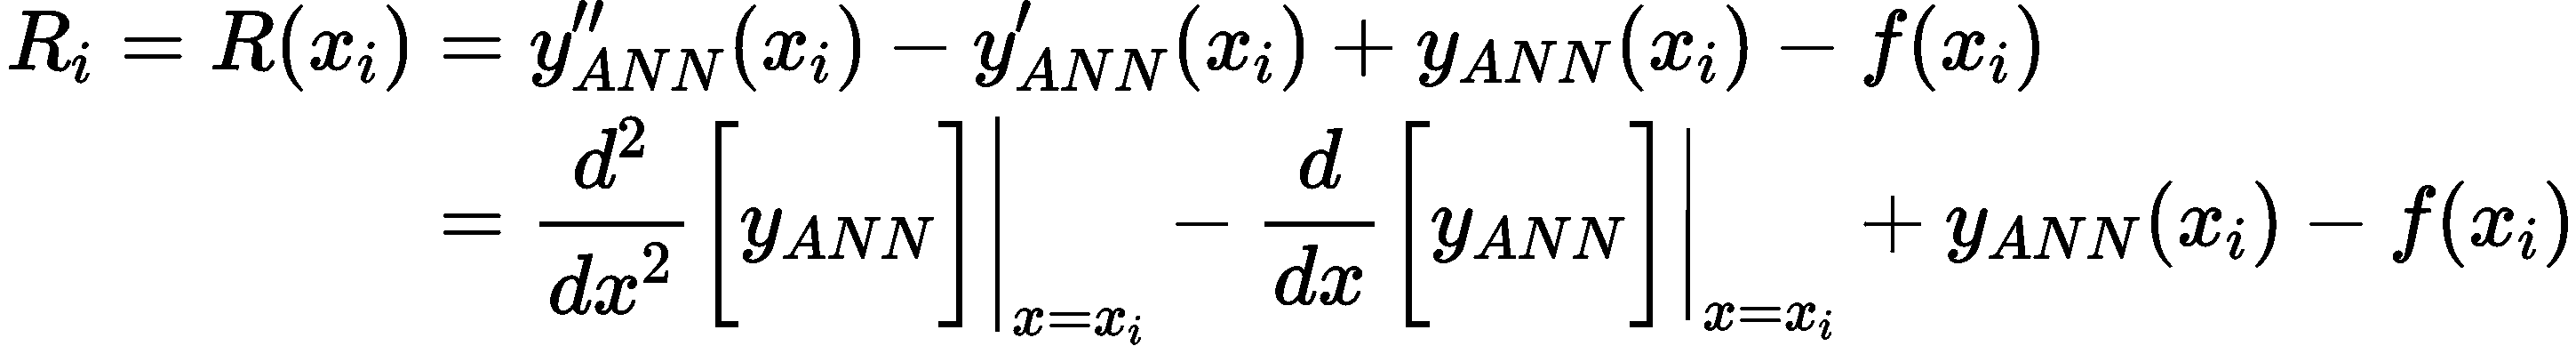 $R_i = R(x_i) = y''_{ANN}(x_i) - y'_{ANN}(x_i) + y_{ANN}(x_i) - f(x_i)$
$= \frac{d^2}{dx^2}\left[y_{ANN}\right]\Big|_{x=x_i} - \frac{d}{dx}\left[y_{ANN}\right]\Big|_{x=x_i} + y_{ANN}(x_i) - f(x_i)$